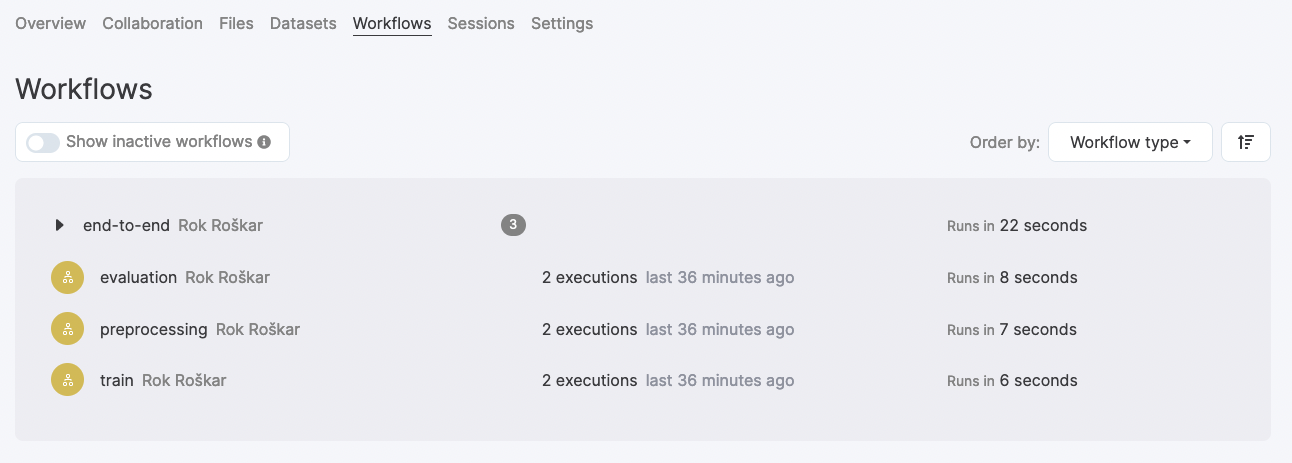 Overview Collaboration Files Datasets Workflows Sessions Settings
Workflows
Show inactive workflows
Order by: Workflow type
end-to-end Rok Roškar 3 Runs in 22 seconds
evaluation Rok Roškar 2 executions last 36 minutes ago Runs in 8 seconds
preprocessing Rok Roškar 2 executions last 36 minutes ago Runs in 7 seconds
train Rok Roškar 2 executions last 36 minutes ago Runs in 6 seconds